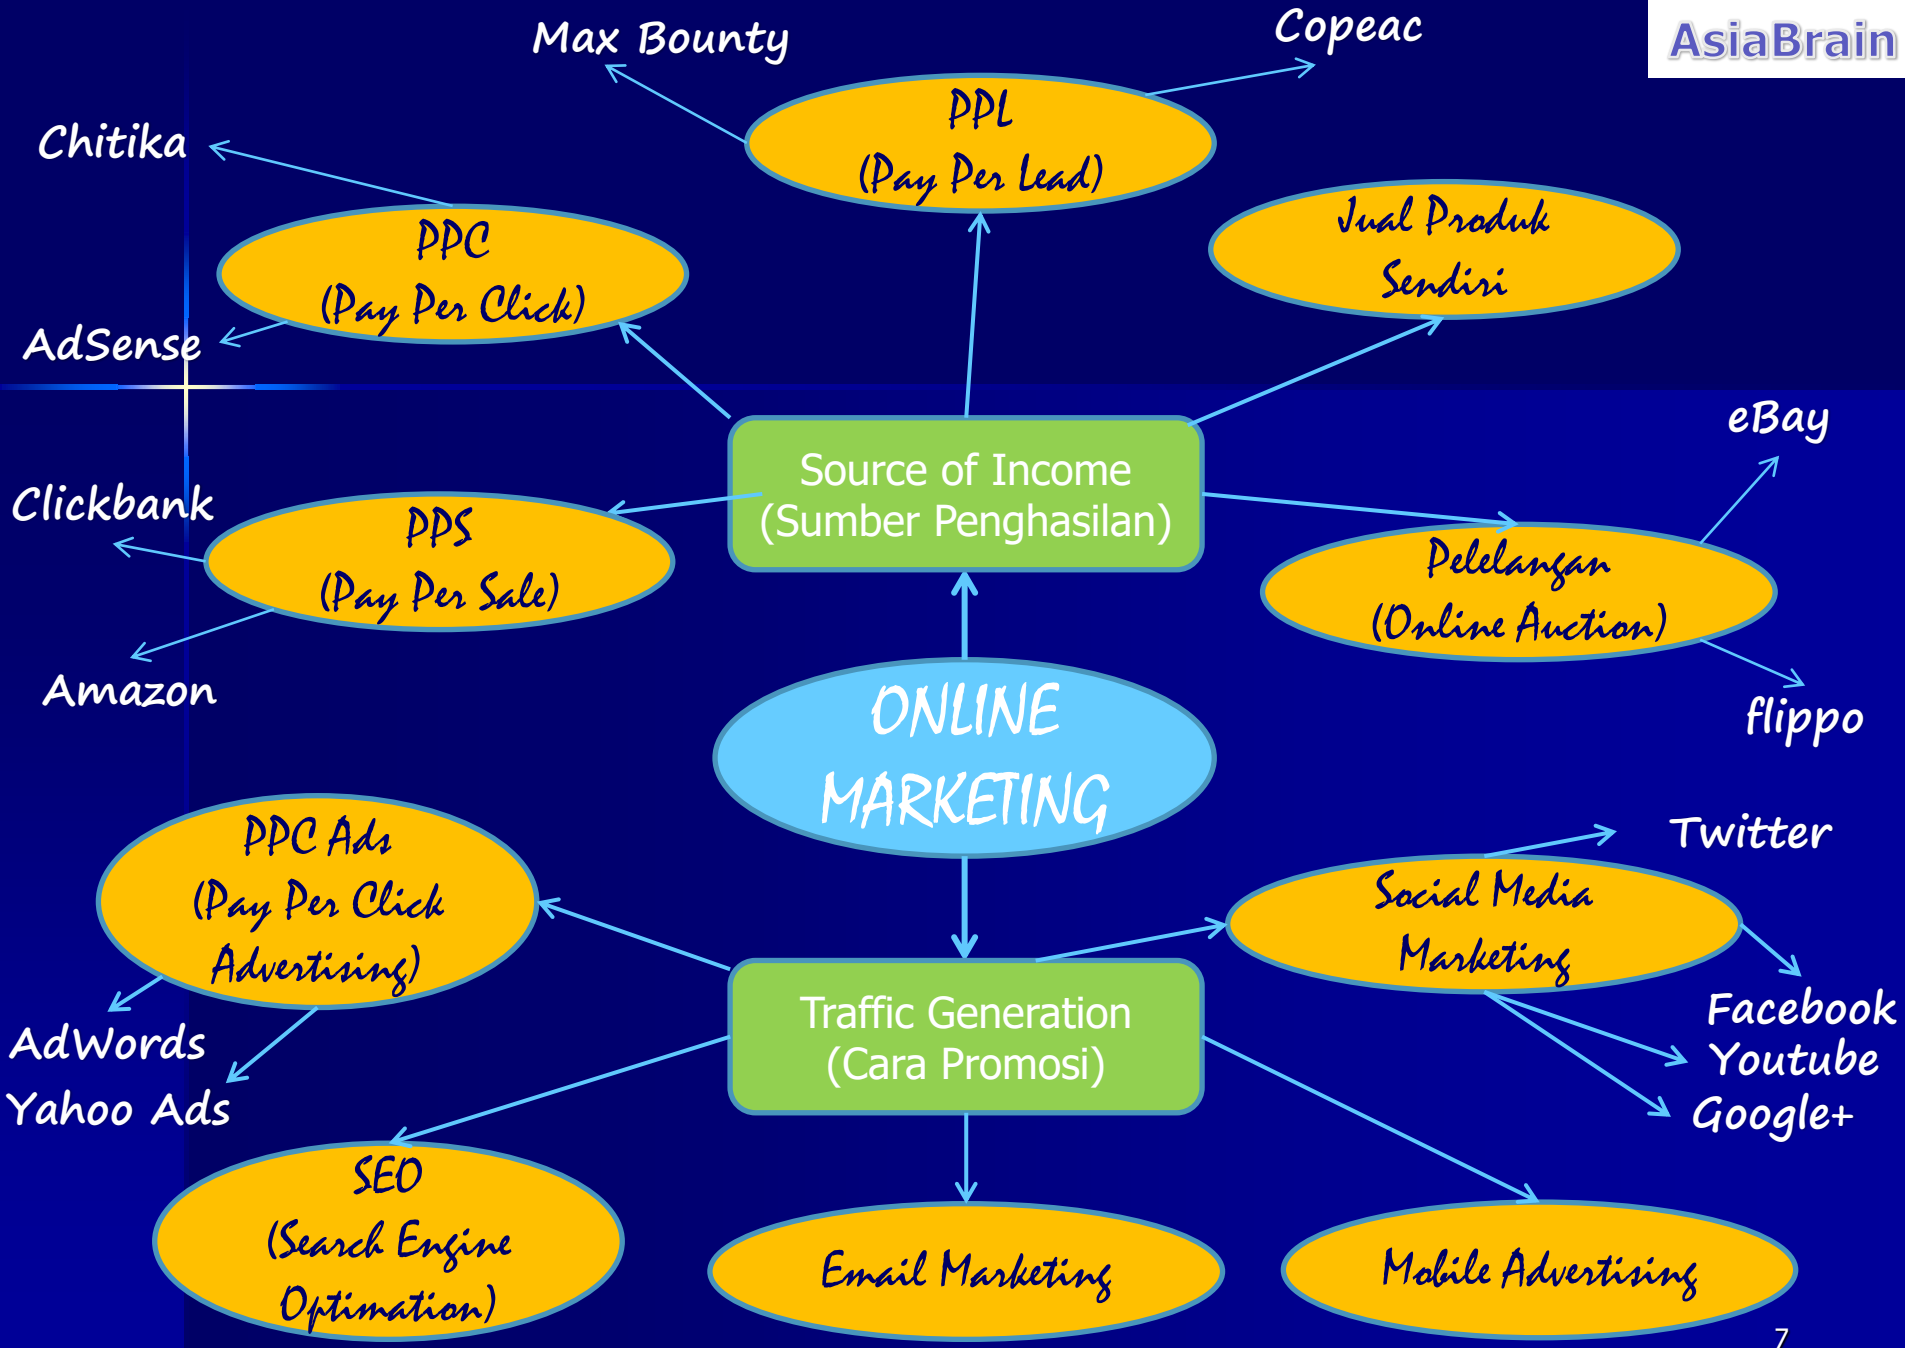 Max Bounty
Copeac
AsiaBrain
PPL
(Pay Per Lead)
Chitika
Jual Produk
Sendiri
PPC
(Pay Per Click)
AdSense
eBay
Source of Income
(Sumber Penghasilan)
Clickbank
PPS
(Pay Per Sale)
Pelelangan
(Online Auction)
Amazon
flippo
ONLINE
MARKETING
PPC Ads
(Pay Per Click
Advertising)
Twitter
Social Media
Marketing
AdWords
Yahoo Ads
Traffic Generation
(Cara Promosi)
Facebook
Youtube
Google+
SEO
(Search Engine
Optimation)
Email Marketing
Mobile Advertising
7